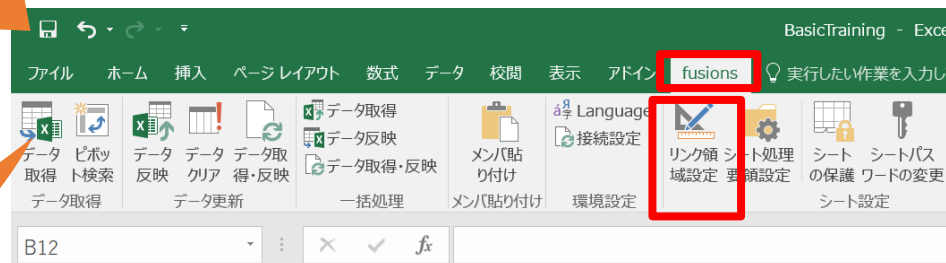 BasicTraining - Exce
ファイル ホーム 挿入 ページ レイアウト 数式 データ 校閲 表示 アドイン fusions 実行したい作業を入力し
データ取得 ピボット検索 データ反映 データクリア データ取得・反映 データ取得 データ反映 データ取得・反映 メンバ貼り付け Language 接続設定 リンク領域設定 シート処理要領設定 シートの保護 シートパスワードの変更
データ取得 データ更新 一括処理 メンバ貼り付け 環境設定 シート設定
B12 fx